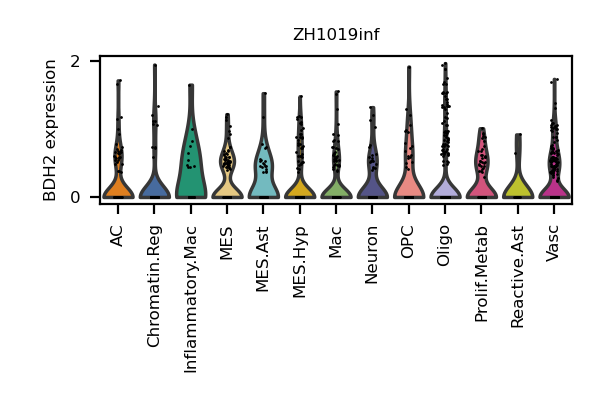 ZH1019inf
BDH2 expression
2
0
AC
Chromatin.Reg
Inflammatory.Mac
MES
MES.Ast
MES.Hyp
Mac
Neuron
OPC
Oligo
Prolif.Metab
Reactive.Ast
Vasc